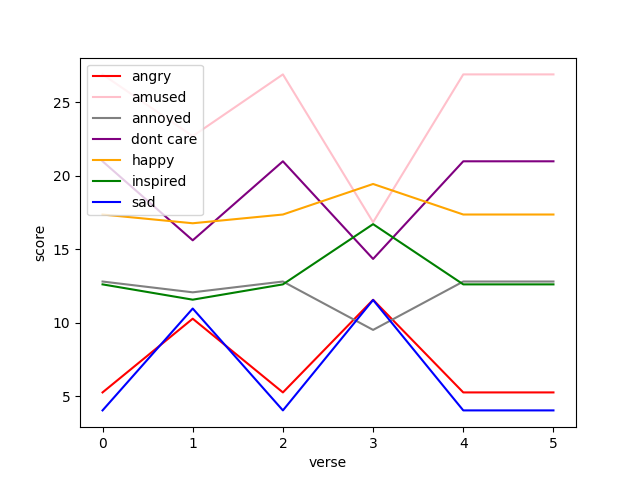 angry
amused
annoyed
dont care
happy
inspired
sad
25
20
15
10
5
score
0 1 2 3 4 5
verse